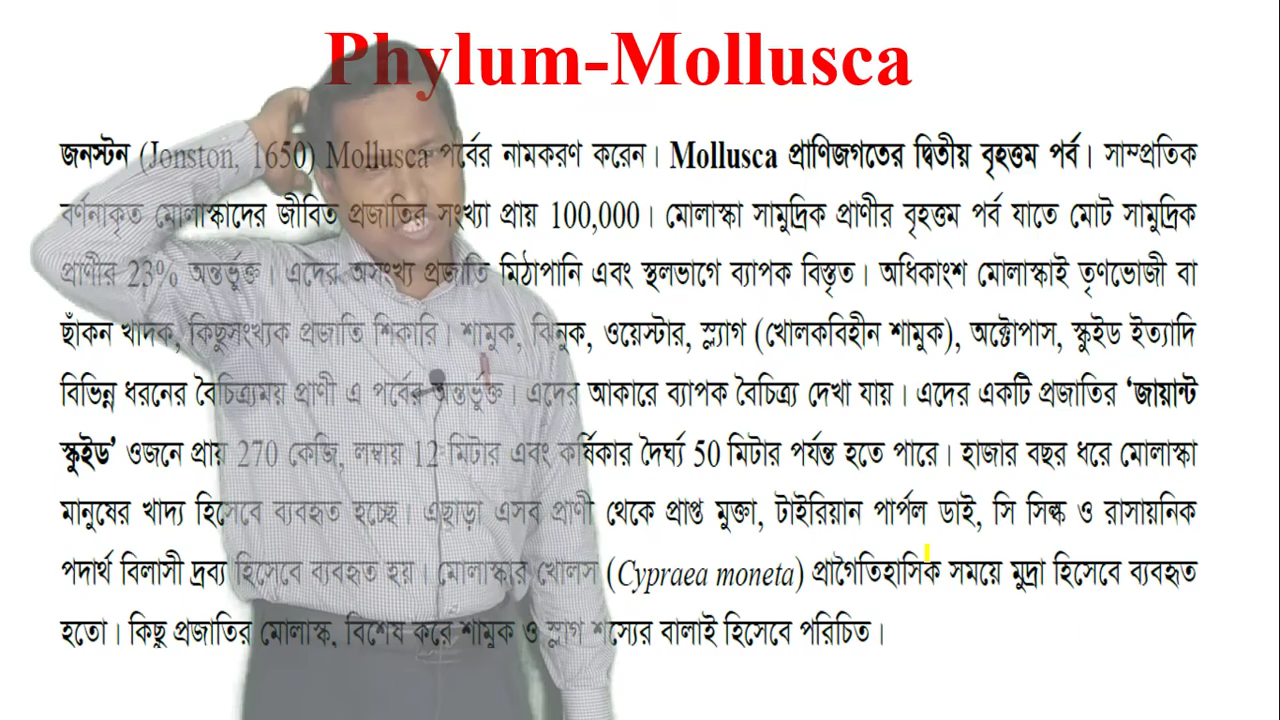 Phylum-Mollusca
জনস্টন (Jonston, 1650) Mollusca পর্বের নামকরণ করেন। Mollusca প্রাণিজগতের দ্বিতীয় বৃহত্তম পর্ব। সাম্প্রতিক
বর্ণনাকৃত মোলাস্কাদের জীবিত প্রজাতির সংখ্যা প্রায় 100,000। মোলাস্কা সামুদ্রিক প্রাণীর বৃহত্তম পর্ব যাতে মোট সামুদ্রিক
প্রাণীর 23% অন্তর্ভুক্ত। এদের অসংখ্য প্রজাতি মিঠাপানি এবং স্থলভাগে ব্যাপক বিস্তৃত। অধিকাংশ মোলাস্কাই তৃণভোজী বা
ছাঁকন খাদক, কিছুসংখ্যক প্রজাতি শিকারি। শামুক, ঝিনুক, ওয়েস্টার, স্ল্যাগ (খোলকবিহীন শামুক), অক্টোপাস, স্কুইড ইত্যাদি
বিভিন্ন ধরনের বৈচিত্র্যময় প্রাণী এ পর্বের অন্তর্ভুক্ত। এদের আকারে ব্যাপক বৈচিত্র্য দেখা যায়। এদের একটি প্রজাতির ‘জায়ান্ট
স্কুইড’ ওজনে প্রায় 270 কেজি, লম্বায় 12 মিটার এবং কর্ষিকার দৈর্ঘ্য 50 মিটার পর্যন্ত হতে পারে। হাজার বছর ধরে মোলাস্কা
মানুষের খাদ্য হিসেবে ব্যবহৃত হচ্ছে। এছাড়া এসব প্রাণী থেকে প্রাপ্ত মুক্তা, টাইরিয়ান পার্পল ডাই, সি সিল্ক ও রাসায়নিক
পদার্থ বিলাসী দ্রব্য হিসেবে ব্যবহৃত হয়। মোলাস্কার খোলস (Cypraea moneta) প্রাগৈতিহাসিক সময়ে মুদ্রা হিসেবে ব্যবহৃত
হতো। কিছু প্রজাতির মোলাস্ক, বিশেষ করে শামুক ও স্লাগ শস্যের বালাই হিসেবে পরিচিত।